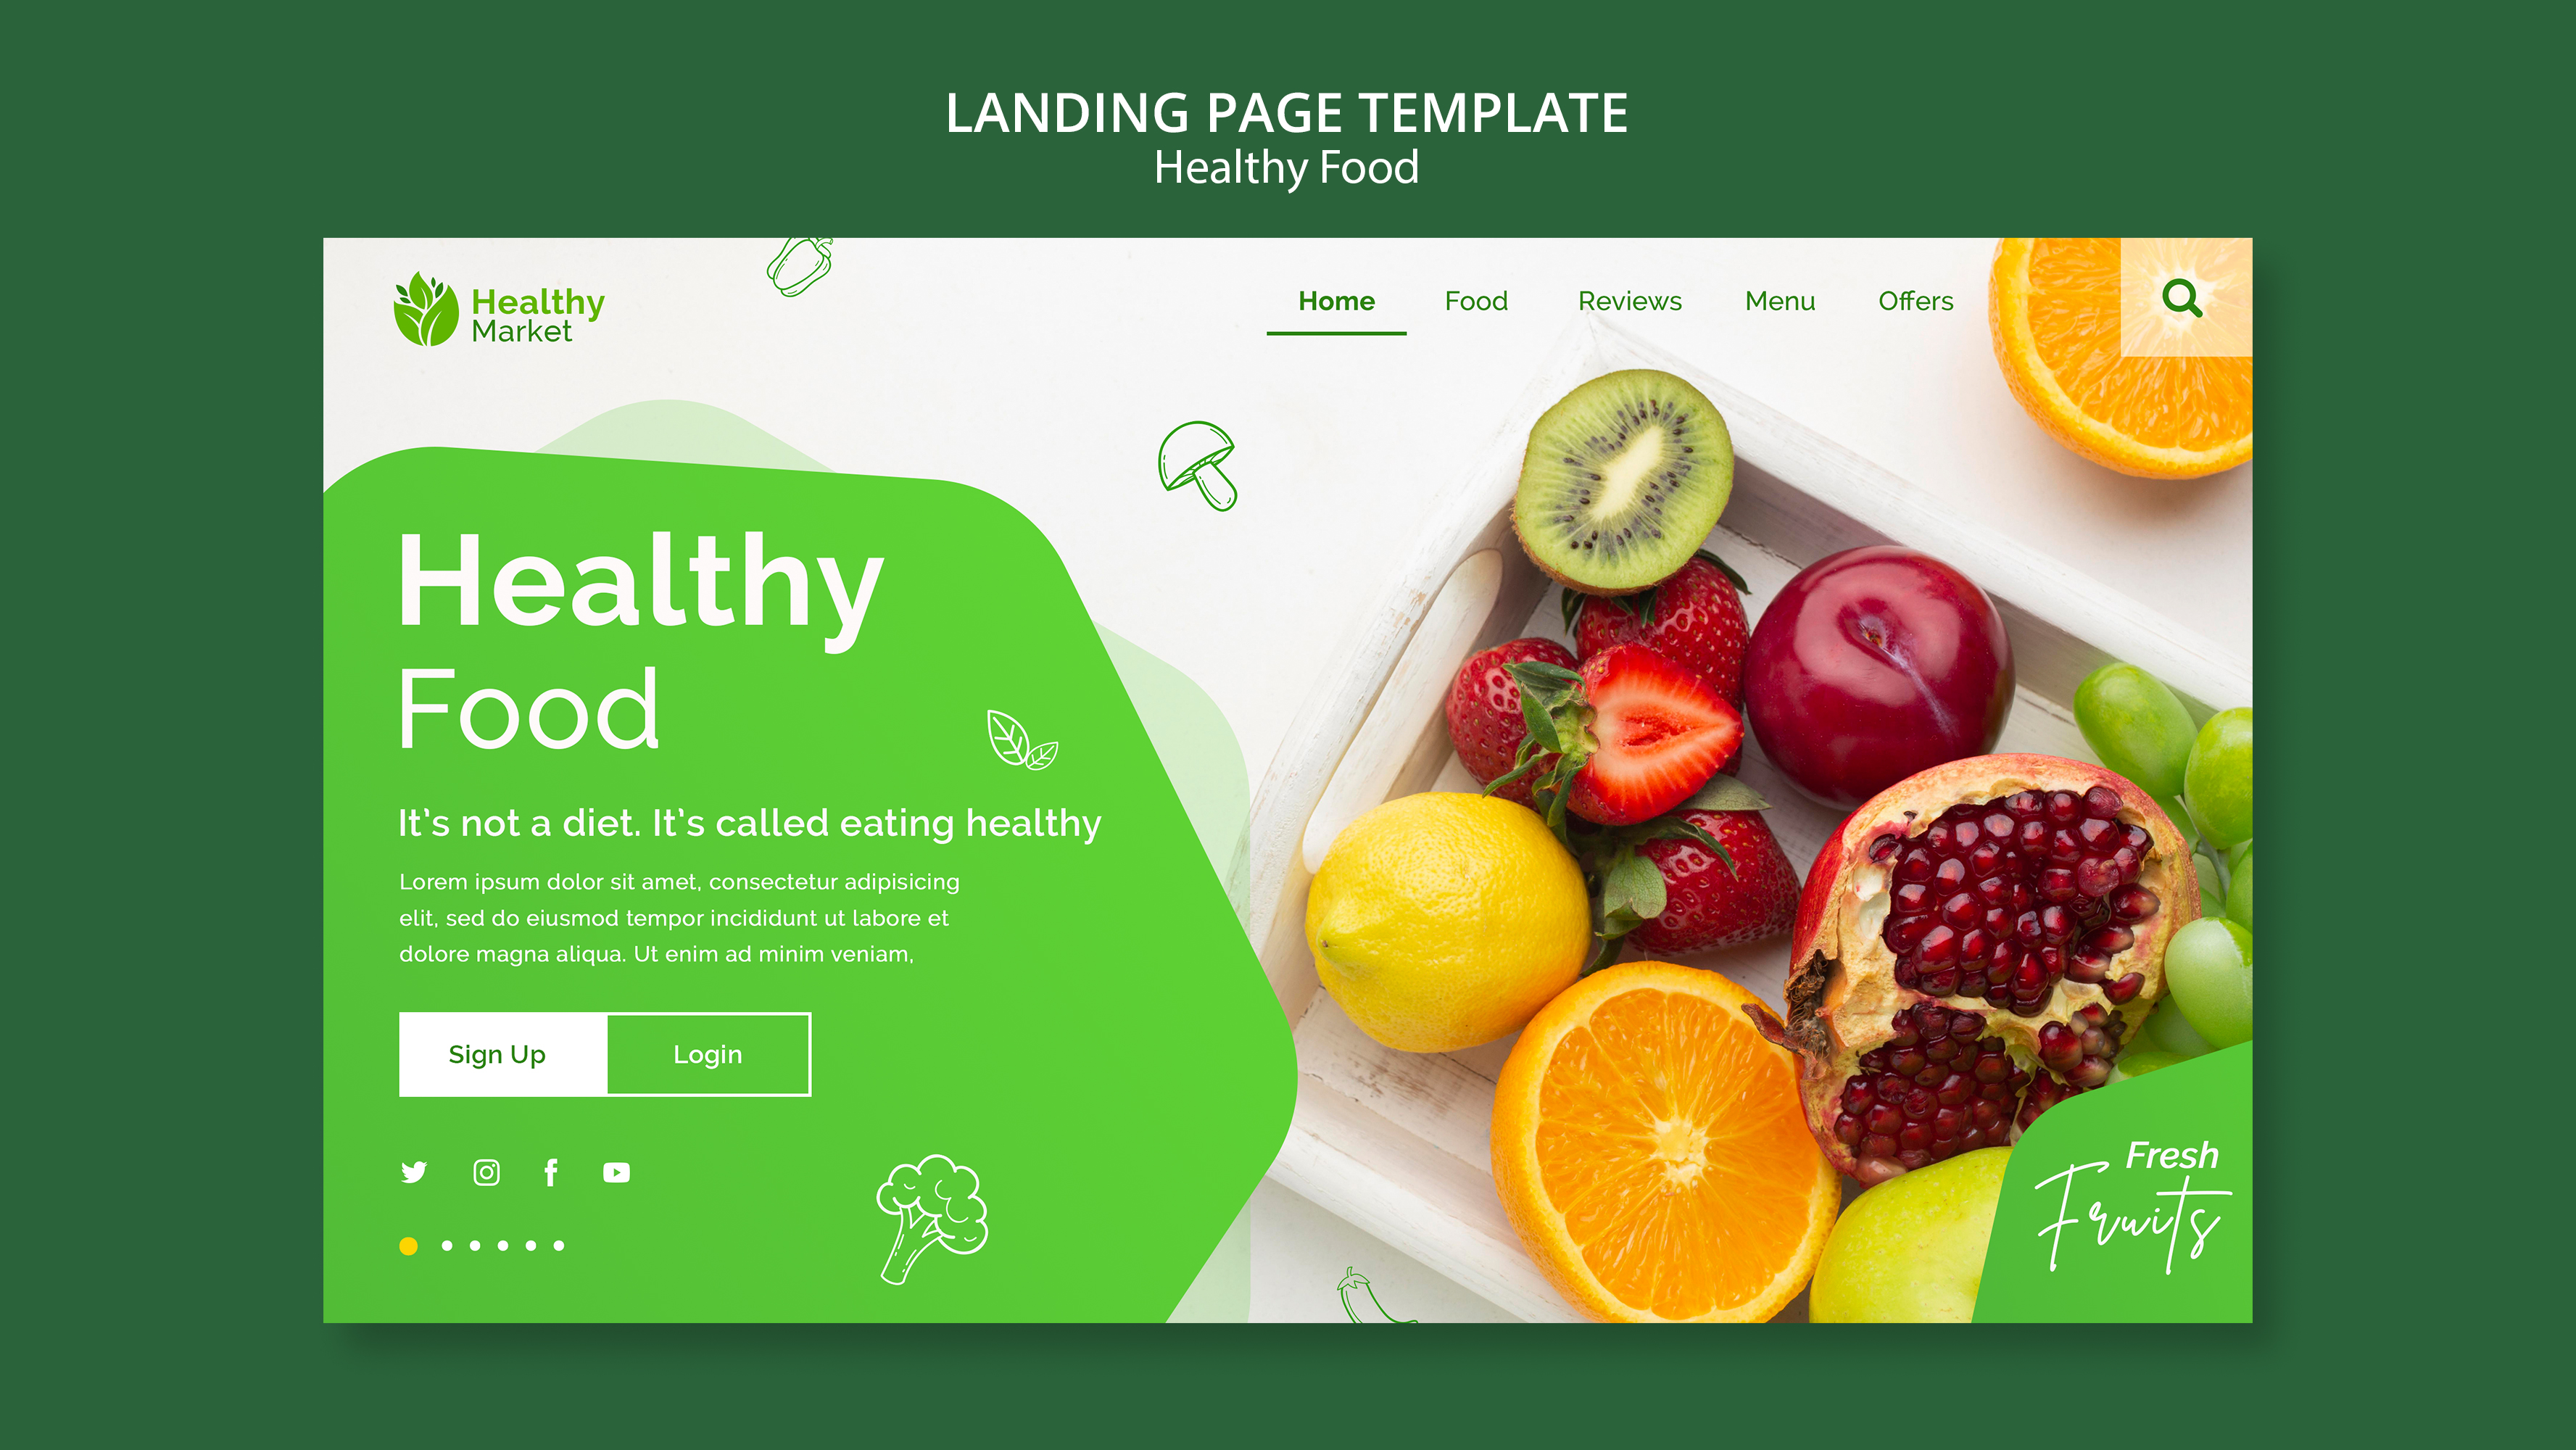 LANDING PAGE TEMPLATE
Healthy Food
Healthy
Market
Home
Food
Reviews
Menu
Offers
Healthy
Food
It's not a diet. It's called eating healthy
Lorem ipsum dolor sit amet, consectetur adipisicing
elit, sed do eiusmod tempor incididunt ut labore et
dolore magna aliqua. Ut enim ad minim veniam,
Sign Up
Login
Fresh
Fruits